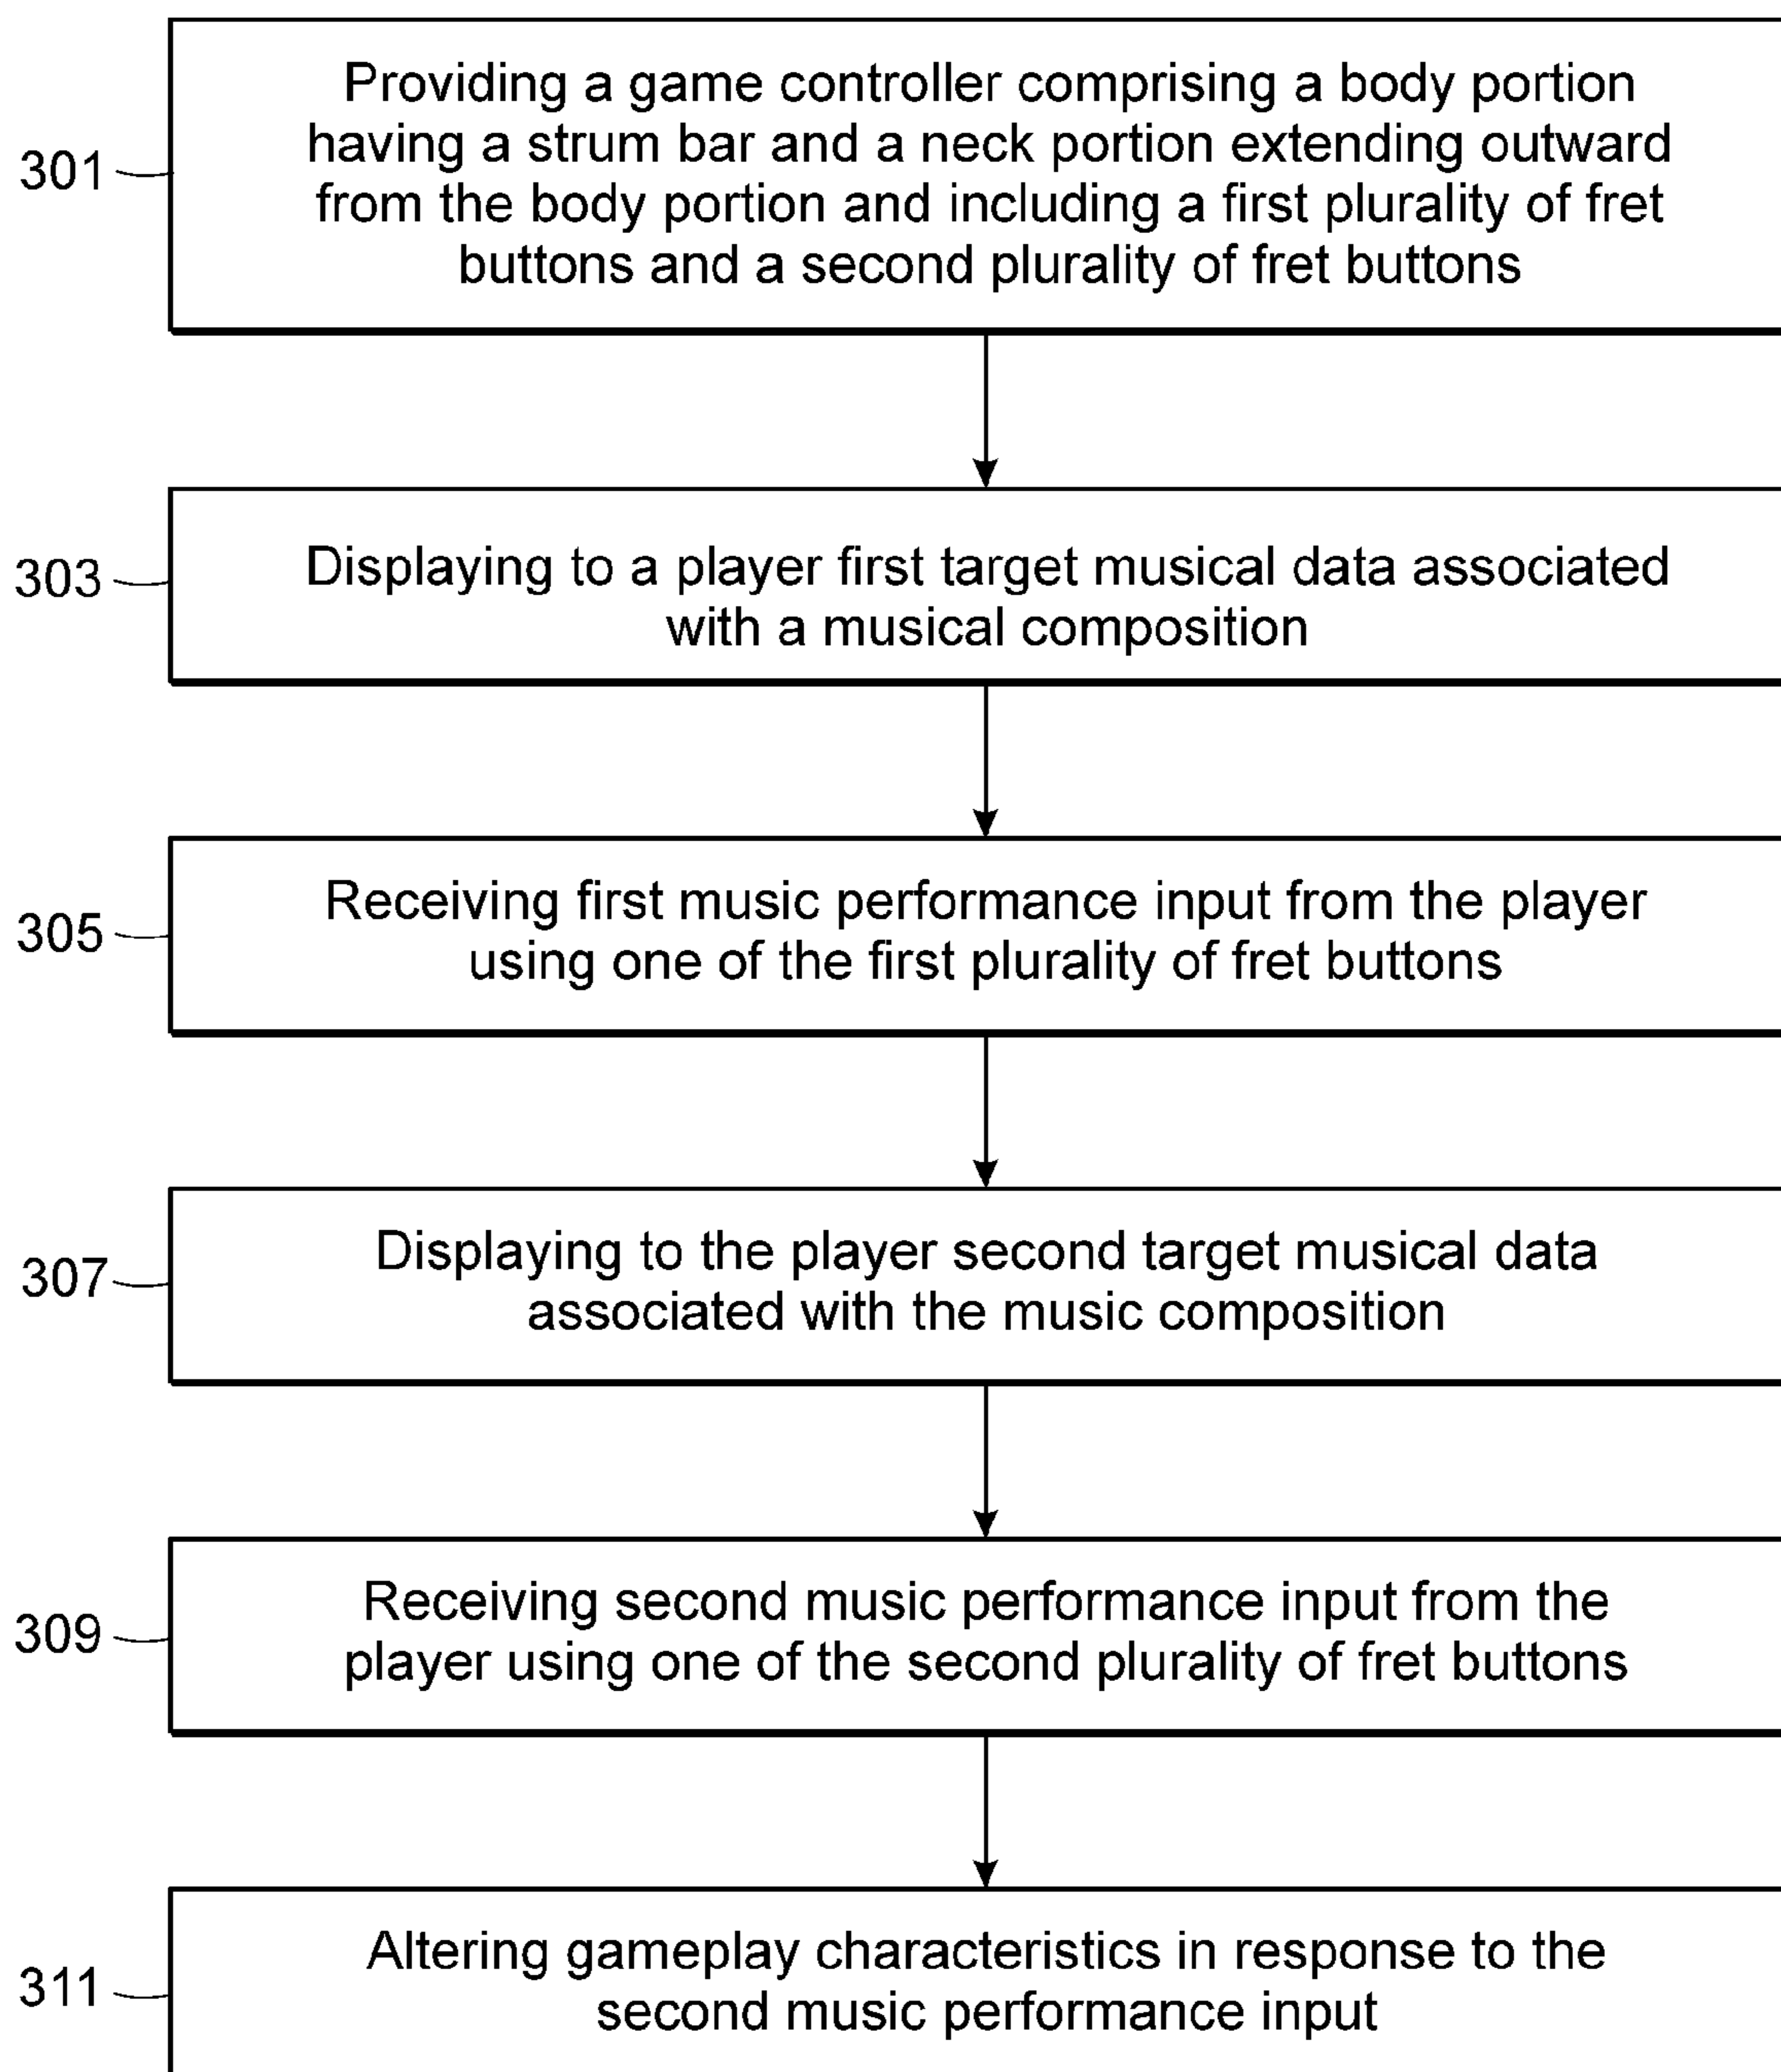 Providing a game controller comprising a body portion
having a strum bar and a neck portion extending outward
from the body portion and including a first plurality of fret
buttons and a second plurality of fret buttons
301
Displaying to a player first target musical data associated
with a musical composition
303
Receiving first music performance input from the player
using one of the first plurality of fret buttons
305
Displaying to the player second target musical data
associated with the music composition
307
Receiving second music performance input from the
player using one of the second plurality of fret buttons
309
Altering gameplay characteristics in response to the
second music performance input
311